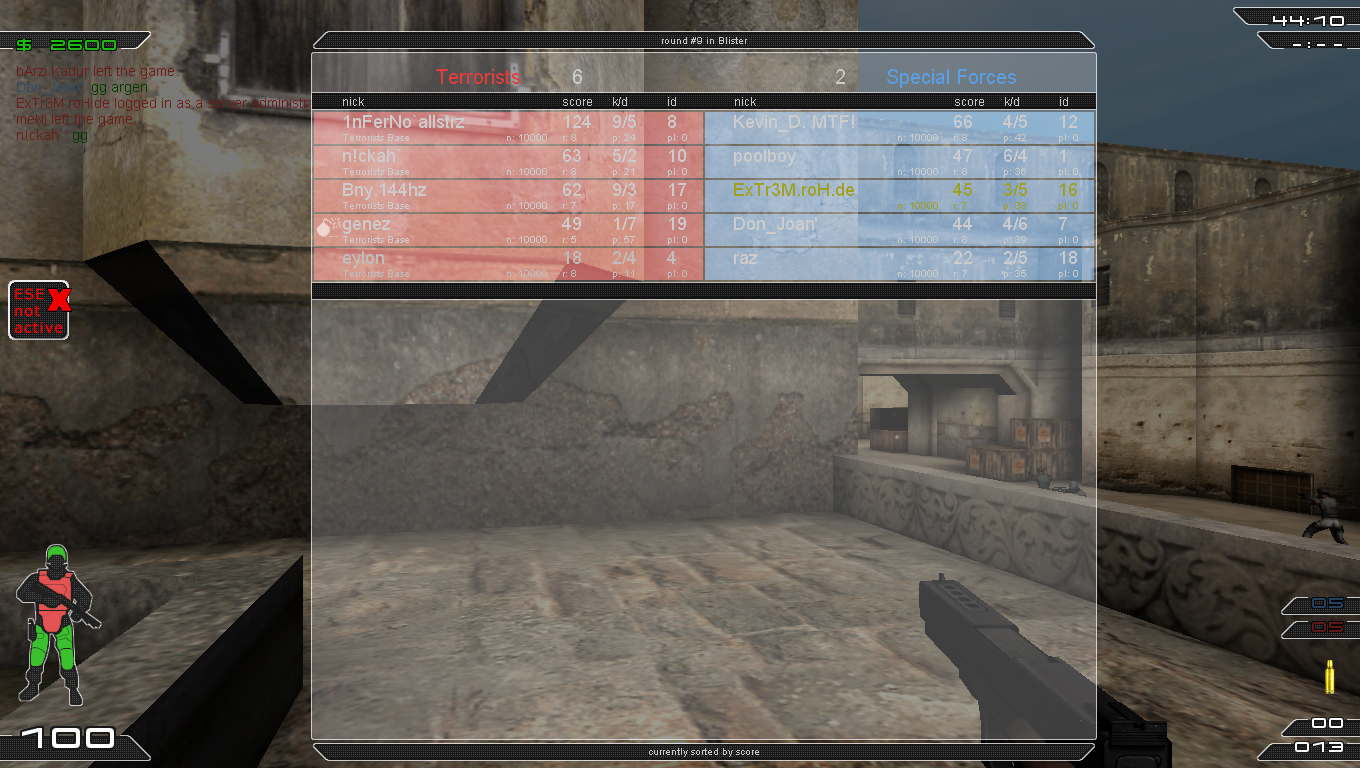 44:10
$ 2600
-:--
round #9 in Blister
bArzi Kadur left the game.
gg argen
ExTr3M.roH.de logged in as a server administ
meN! left the game.
n!ckah' gg
Terrorists 6 2 Special Forces
nick score k/d id nick score k/d id
1nFerNo`allstrz 124 9/5 8 Kevin_D.`MTF! 66 4/5 12
Terrorists Base n: 10000 r: 8 p: 24 pl: 0 n: 10000 r: 8 p: 42 pl: 0
n!ckah 63 5/2 10 poolboy 47 6/4 1
Terrorists Base n: 10000 r: 8 p: 21 pl: 0 n: 10000 r: 8 p: 36 pl: 0
Bny.144hz 62 9/3 17 ExTr3M.roH.de 45 3/5 16
Terrorists Base n: 10000 r: 7 p: 17 pl: 0 n: 10000 r: 7 p: 33 pl: 0
genez 49 1/7 19 Don_Joan' 44 4/6 7
Terrorists Base n: 10000 r: 5 p: 57 pl: 0 n: 10000 r: 8 p: 39 pl: 0
eylon 18 2/4 4 raz 22 2/5 18
Terrorists Base n: 10000 r: 8 p: 11 pl: 0 n: 10000 r: 7 p: 35 pl: 0
ESE
not
active
X
05
05
00
013
100
currently sorted by score